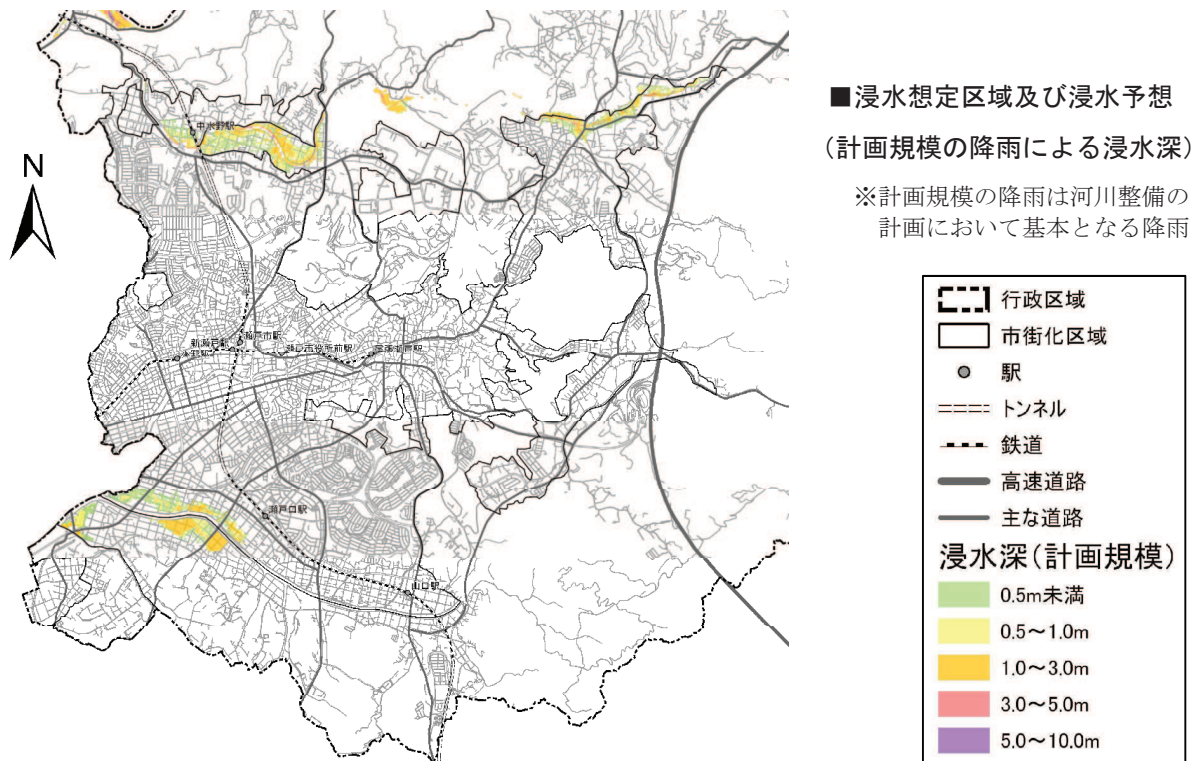 ■浸水想定区域及び浸水予想
(計画規模の降雨による浸水深)
※計画規模の降雨は河川整備の
計画において基本となる降雨
N
中水野駅
新瀬戸駅
瀬戸市駅
水野駅
瀬戸市役所前駅
尾張瀬戸駅
瀬戸口駅
山口駅
行政区域
市街化区域
駅
トンネル
鉄道
高速道路
主な道路
浸水深(計画規模)
0.5m未満
0.5～1.0m
1.0～3.0m
3.0～5.0m
5.0～10.0m